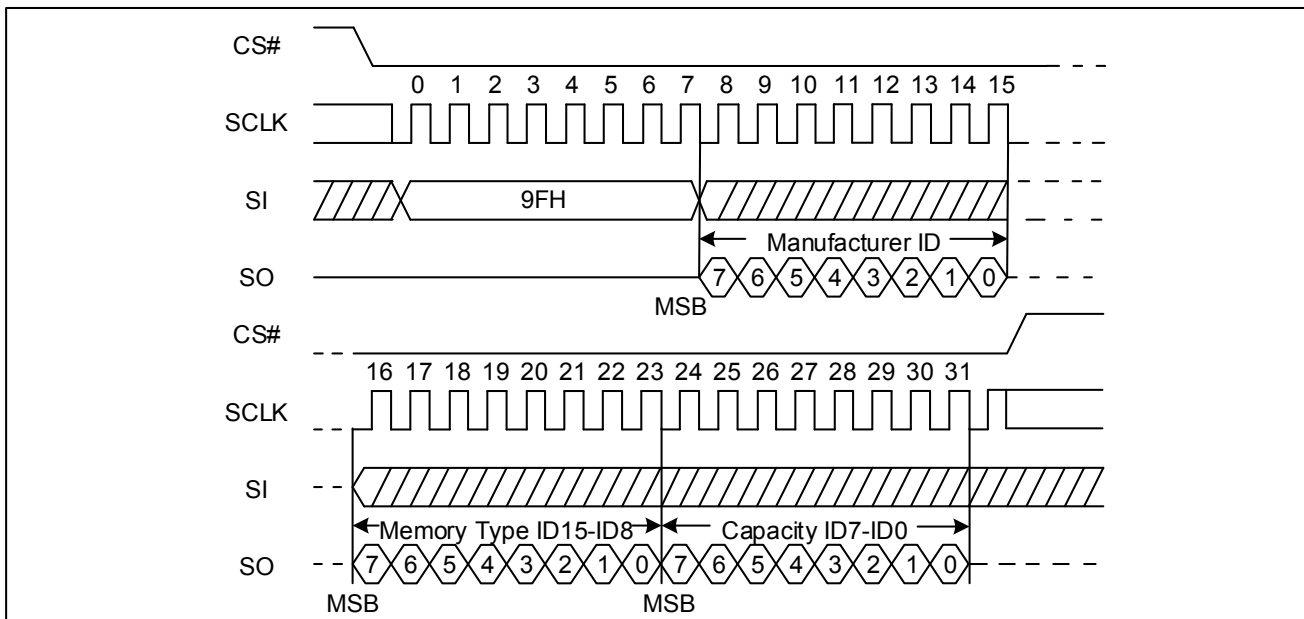 CS#
0 1 2 3 4 5 6 7 8 9 10 11 12 13 14 15
SCLK
SI 9FH
Manufacturer ID
SO 7 6 5 4 3 2 1 0
MSB
CS#
16 17 18 19 20 21 22 23 24 25 26 27 28 29 30 31
SCLK
SI
Memory Type ID15-ID8 Capacity ID7-ID0
SO 7 6 5 4 3 2 1 0 7 6 5 4 3 2 1 0
MSB MSB